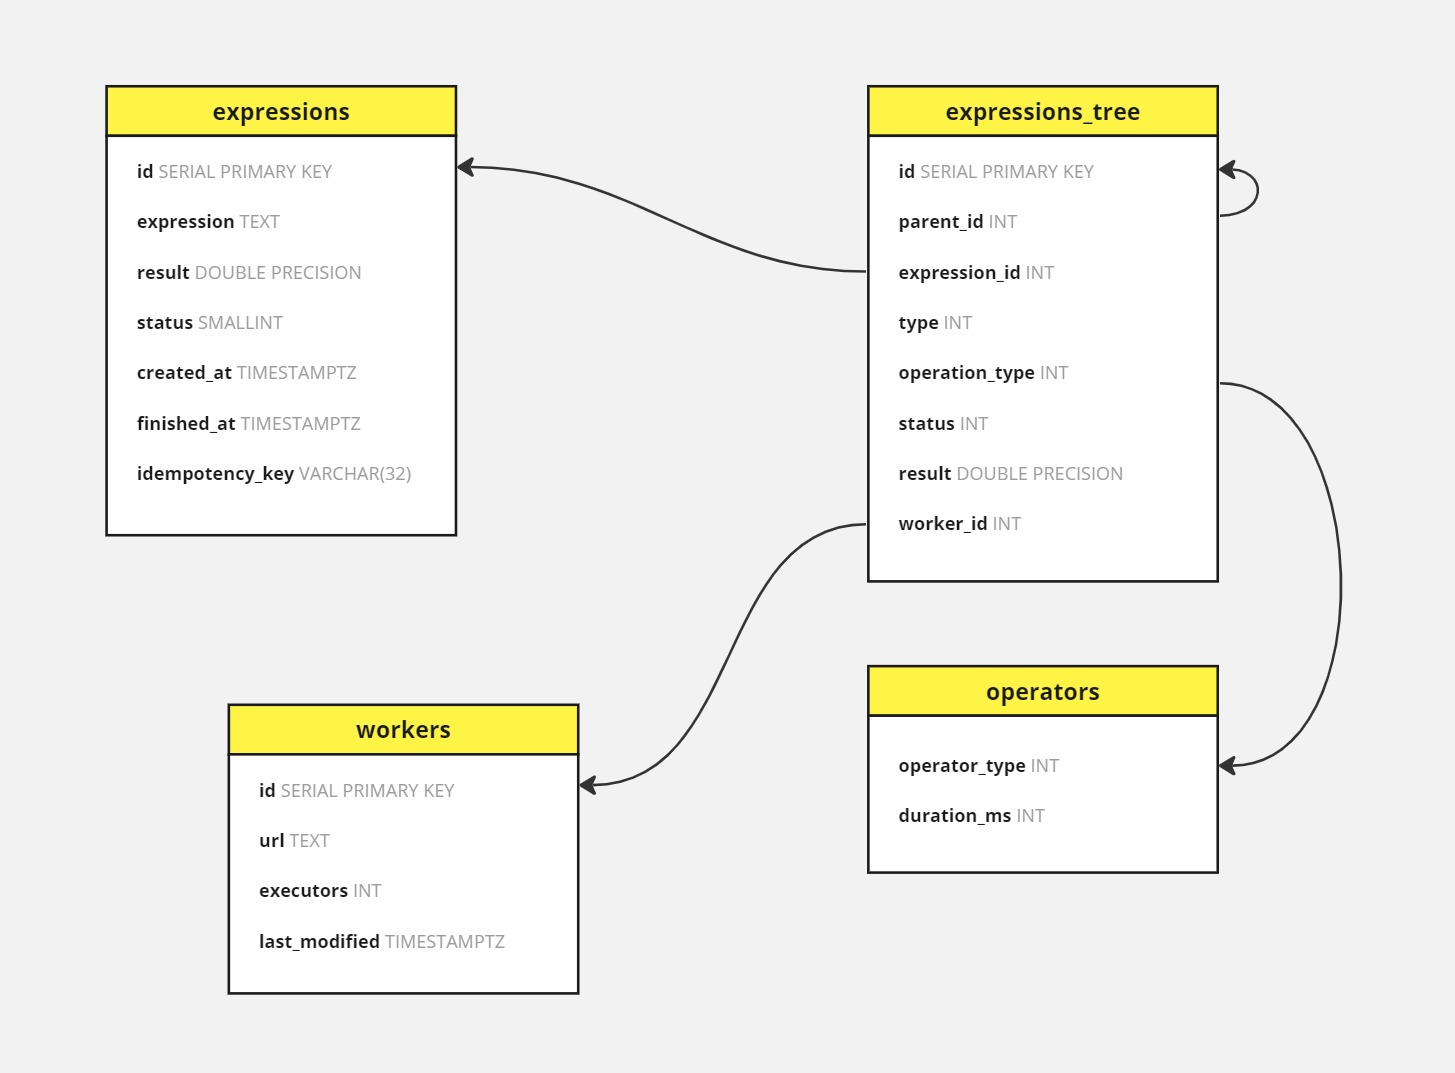 expressions
id SERIAL PRIMARY KEY
expression TEXT
result DOUBLE PRECISION
status SMALLINT
created_at TIMESTAMPTZ
finished_at TIMESTAMPTZ
idempotency_key VARCHAR(32)
expressions_tree
id SERIAL PRIMARY KEY
parent_id INT
expression_id INT
type INT
operation_type INT
status INT
result DOUBLE PRECISION
worker_id INT
workers
id SERIAL PRIMARY KEY
url TEXT
executors INT
last_modified TIMESTAMPTZ
operators
operator_type INT
duration_ms INT